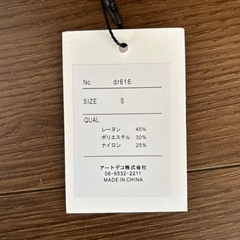 No dr616
SIZE S
QUAL.
レーヨン 45%
ポリエステル 30%
ナイロン 25%
アートデコ株式会社
06-6532-2211
MADE IN CHINA